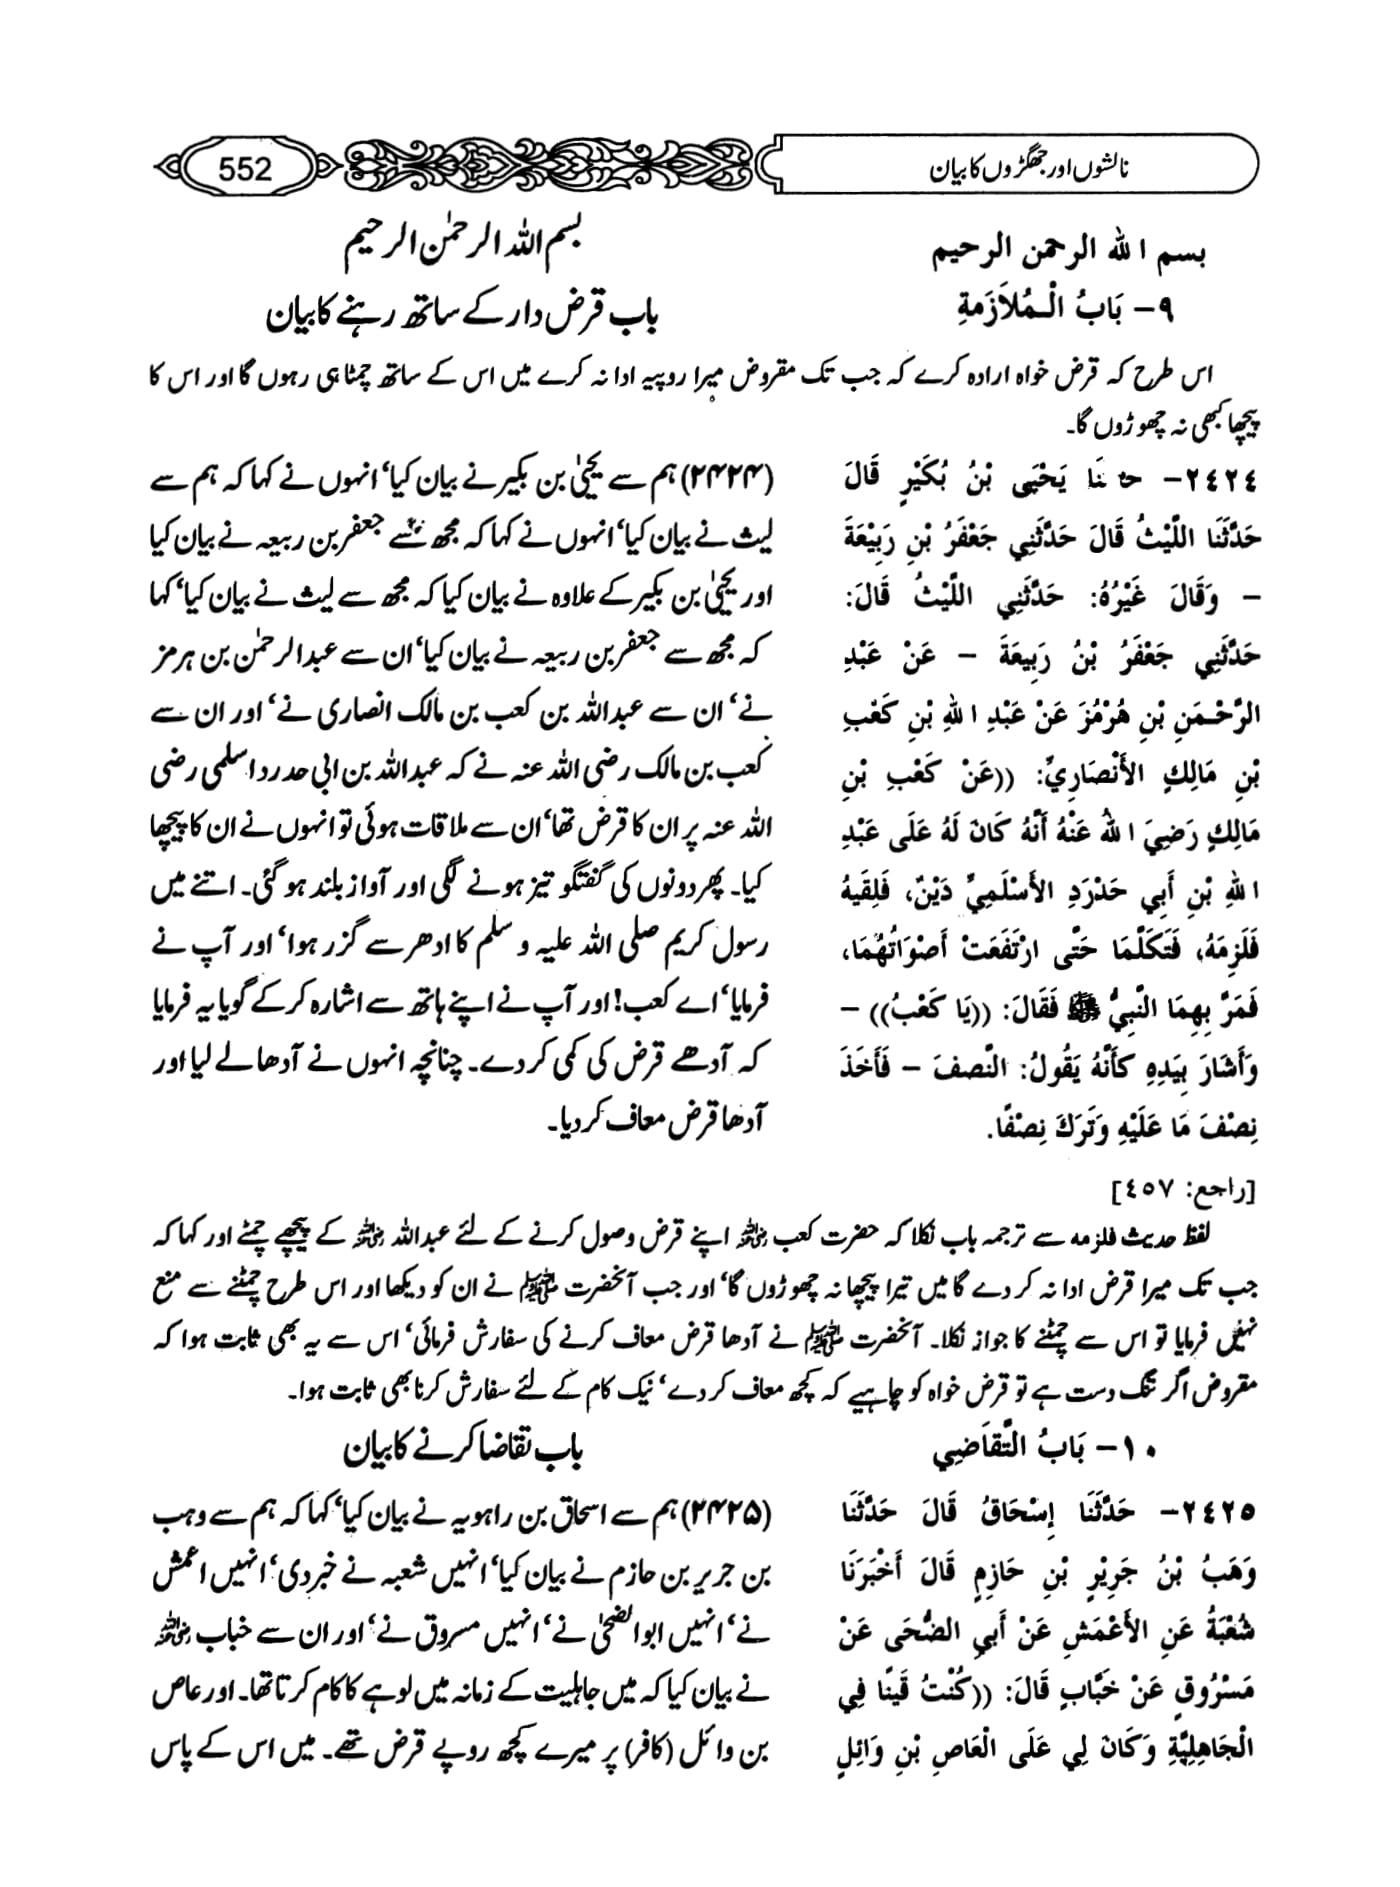 نالشوں اور جھگڑوں کا بیان
552
بسم الله الرحمن الرحيم
٩- بَابُ الْـمُلاَزَمةِ
بسم اللہ الرحمٰن الرحیم
باب قرض دار کے ساتھ رہنے کا بیان
اس طرح کہ قرض خواہ ارادہ کرے کہ جب تک مقروض میرا روپیہ ادا نہ کرے میں اس کے ساتھ چمٹا ہی رہوں گا اور اس کا
پیچھا کبھی نہ چھوڑوں گا۔
٢٤٢٤- يَحْيَى بْنُ بُكَيْرٍ قَالَ
حَدَّثَنَا اللَّيْثُ قَالَ حَدَّثَنِي جَعْفَرُ بْنِ رَبِيْعَةَ
- وَقَالَ غَيْرُهُ: حَدَّثَنِي اللَّيْثُ قَالَ:
حَدَّثَنِي جَعْفَرُ بْنُ رَبِيعَةَ - عَنْ عَبْدِ
الرَّحْـمَنِ بْنِ هُرْمُزَ عَنْ عَبْدِ اللهِ بْنِ كَعْبِ
بْنِ مَالِكٍ الأَنْصَارِيِّ: ((عَنْ كَعْبِ بْنِ
مَالِكٍ رَضِيَ اللهُ عَنْهُ أَنَّهُ كَانَ لَهُ عَلَى عَبْدِ
اللهِ بْنِ أَبِي حَدْرَدِ الأَسْلَمِيِّ دَيْنٌ، فَلِقَيهُ
فَلَزِمَهُ، فَتَكَلَّمَا حَتَّى ارْتَفَعَتْ أَصْوَاتُهُمَا،
فَمَرَّ بِهِمَا النَّبِيُّ ﷺ فَقَالَ: ((يَا كَعْبُ)) -
وَأَشَارَ بِيَدِهِ كَأَنَّهُ يَقُولُ: النَّصفَ - فَأَخَذَ
نِصْفَ مَا عَلَيْهِ وَتَرَكَ نِصْفًا.
[راجع: ٤٥٧]
(۲۴۲۴) ہم سے یحییٰ بن بکیر نے بیان کیا‘ انہوں نے کہا کہ ہم سے
لیث نے بیان کیا‘ انہوں نے کہا کہ مجھ سے جعفر بن ربیعہ نے بیان کیا
اور یحییٰ بن بکیر کے علاوہ نے بیان کیا کہ مجھ سے لیث نے بیان کیا‘ کہا
کہ مجھ سے جعفر بن ربیعہ نے بیان کیا‘ ان سے عبدالرحمٰن بن ہرمز
نے‘ ان سے عبداللہ بن کعب بن مالک انصاری نے‘ اور ان سے
کعب بن مالک رضی اللہ عنہ نے کہ عبداللہ بن ابی حدرد اسلمی رضی
اللہ عنہ پر ان کا قرض تھا‘ ان سے ملاقات ہوئی تو انہوں نے ان کا پیچھا
کیا۔ پھر دونوں کی گفتگو تیز ہونے لگی اور آواز بلند ہو گئی۔ اتنے میں
رسول کریم صلی اللہ علیہ و سلم کا ادھر سے گزر ہوا‘ اور آپ نے
فرمایا‘ اے کعب! اور آپ نے اپنے ہاتھ سے اشارہ کر کے گویا یہ فرمایا
کہ آدھے قرض کی کمی کر دے۔ چنانچہ انہوں نے آدھا لے لیا اور
آدھا قرض معاف کر دیا۔
لفظ حدیث فلزمه سے ترجمہ باب نکلا کہ حضرت کعب رضی اللہ عنہ اپنے قرض وصول کرنے کے لئے عبداللہ رضی اللہ عنہ کے پیچھے چمٹے اور کہا کہ
جب تک میرا قرض ادا نہ کر دے گا میں تیرا پیچھا نہ چھوڑوں گا‘ اور جب آنحضرت ﷺ نے ان کو دیکھا اور اس طرح چمٹنے سے منع
نہیں فرمایا تو اس سے چمٹنے کا جواز نکلا۔ آنحضرت ﷺ نے آدھا قرض معاف کرنے کی سفارش فرمائی‘ اس سے یہ بھی ثابت ہوا کہ
مقروض اگر تنگ دست ہے تو قرض خواہ کو چاہیے کہ کچھ معاف کر دے‘ نیک کام کے لئے سفارش کرنا بھی ثابت ہوا۔
١٠- بَابُ التَّقَاضِي
باب تقاضا کرنے کا بیان
٢٤٢٥- حَدَّثَنَا إِسْحَاقُ قَالَ حَدَّثَنَا
وَهَبُ بْنُ جَرِيْرِ بْنِ حَازِمٍ قَالَ أَخْبَرَنَا
شُعْبَةُ عَنِ الأَعْمَشِ عَنْ أَبِي الضُّحَى عَنْ
مَسْرُوقٍ عَنْ خَبَّابٍ قَالَ: ((كُنْتُ قَينًا فِي
الْجَاهِلِيَّةِ وَكَانَ لِي عَلَى الْعَاصِ بْنِ وَائِلٍ
(۲۴۲۵) ہم سے اسحاق بن راہویہ نے بیان کیا‘ کہا کہ ہم سے وہب
بن جریر بن حازم نے بیان کیا‘ انہیں شعبہ نے خبر دی‘ انہیں اعمش
نے‘ انہیں ابوالضحیٰ نے‘ انہیں مسروق نے‘ اور ان سے خباب رضی اللہ عنہ
نے بیان کیا کہ میں جاہلیت کے زمانہ میں لوہے کا کام کرتا تھا۔ اور عاص
بن وائل (کافر) پر میرے کچھ روپے قرض تھے۔ میں اس کے پاس